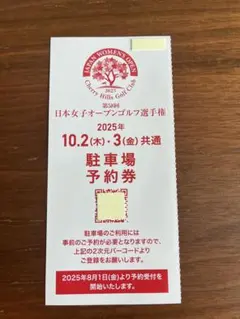 JAPAN WOMEN'S OPEN
2025
Cherry Hills Golf Club
日本女子オープンゴルフ選手権
2025年
10.2(木)・3(金)共通
駐車場
予約券
駐車場のご利用には
事前のご予約が必要となりますので、
上記の2次元バーコードより
ご登録をお願いします。
2025年8月1日(金)より予約受付を
開始いたします。